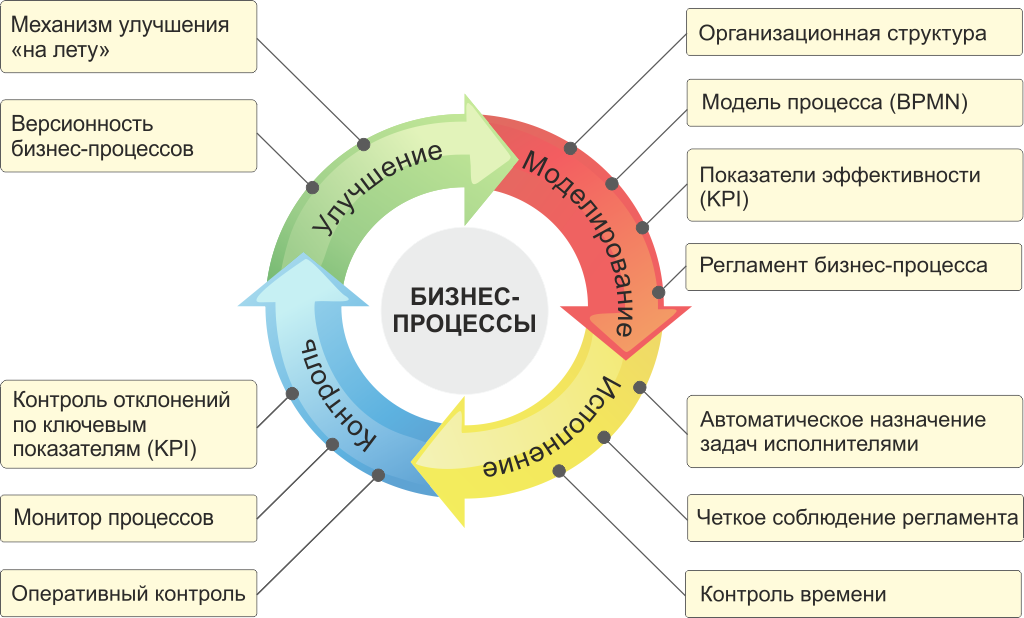 Механизм улучшения
«на лету»
Версионность
бизнес-процессов
Улучшение
Моделирование
Организационная структура
Модель процесса (BPMN)
Показатели эффективности
(KPI)
Регламент бизнес-процесса
БИЗНЕС-
ПРОЦЕССЫ
Контроль
Исполнение
Контроль отклонений
по ключевым
показателям (KPI)
Монитор процессов
Оперативный контроль
Автоматическое назначение
задач исполнителями
Четкое соблюдение регламента
Контроль времени